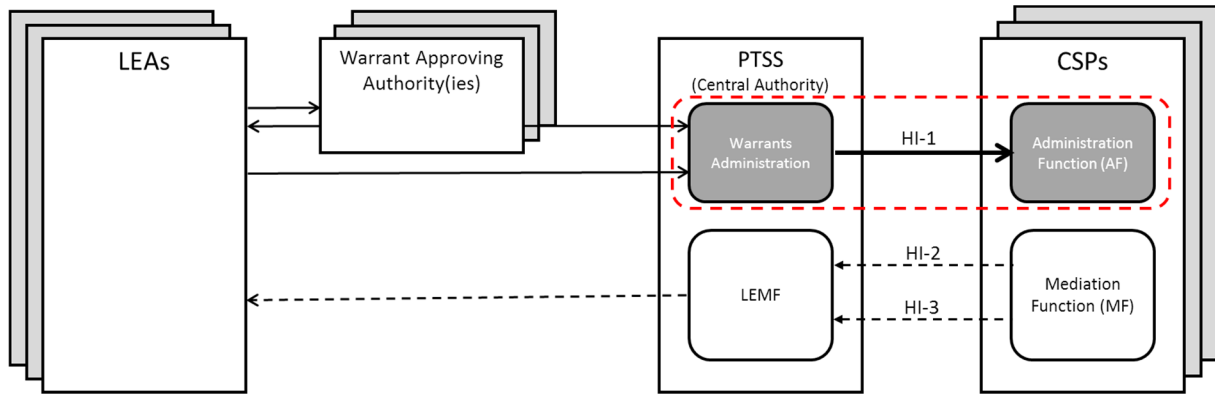 LEAs
Warrant Approving
Authority(ies)
PTSS
(Central Authority)
CSPs
Warrants
Administration
HI-1
Administration
Function (AF)
HI-2
LEMF
HI-3
Mediation
Function (MF)